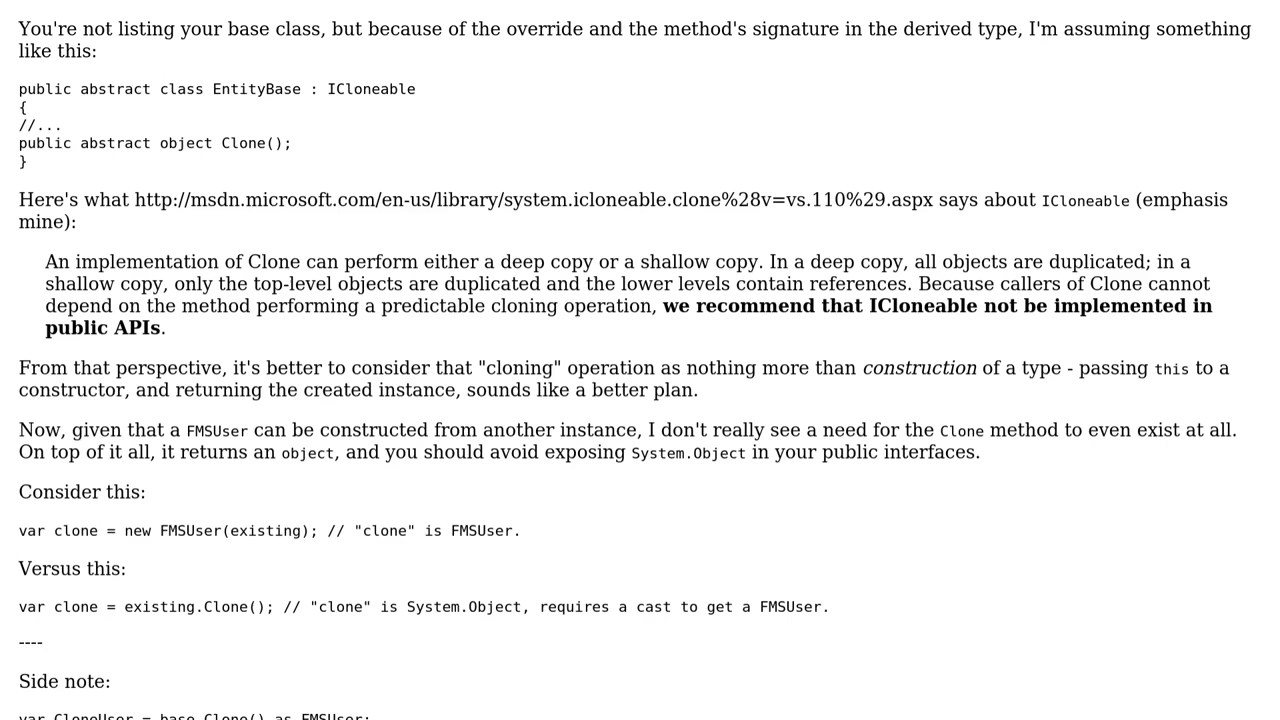 You're not listing your base class, but because of the override and the method's signature in the derived type, I'm assuming something
like this:
public abstract class EntityBase : ICloneable
{
//...
public abstract object Clone();
}
Here's what http://msdn.microsoft.com/en-us/library/system.icloneable.clone%28v=vs.110%29.aspx says about ICloneable (emphasis
mine):
An implementation of Clone can perform either a deep copy or a shallow copy. In a deep copy, all objects are duplicated; in a
shallow copy, only the top-level objects are duplicated and the lower levels contain references. Because callers of Clone cannot
depend on the method performing a predictable cloning operation, we recommend that ICloneable not be implemented in
public APIs.
From that perspective, it's better to consider that "cloning" operation as nothing more than construction of a type - passing this to a
constructor, and returning the created instance, sounds like a better plan.
Now, given that a FMSUser can be constructed from another instance, I don't really see a need for the Clone method to even exist at all.
On top of it all, it returns an object, and you should avoid exposing System.Object in your public interfaces.
Consider this:
var clone = new FMSUser(existing); // "clone" is FMSUser.
Versus this:
var clone = existing.Clone(); // "clone" is System.Object, requires a cast to get a FMSUser.
----
Side note:
var CloneUser = base.Clone() as FMSUser;